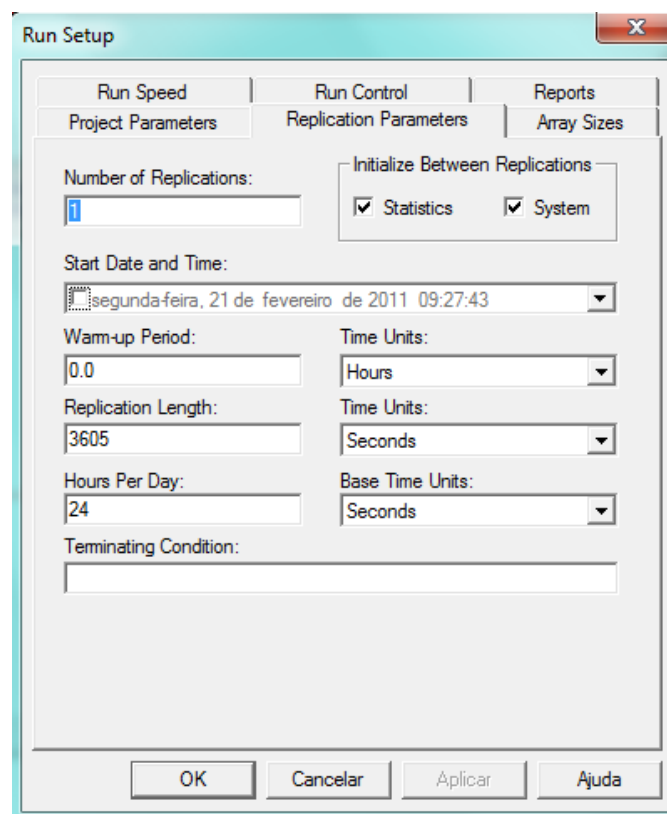 Run Setup
Run Speed Run Control Reports
Project Parameters Replication Parameters Array Sizes
Number of Replications:
1
Initialize Between Replications
Statistics System
Start Date and Time:
segunda-feira, 21 de fevereiro de 2011 09:27:43
Warm-up Period: Time Units:
0.0 Hours
Replication Length: Time Units:
3605 Seconds
Hours Per Day: Base Time Units:
24 Seconds
Terminating Condition:
OK Cancelar Aplicar Ajuda